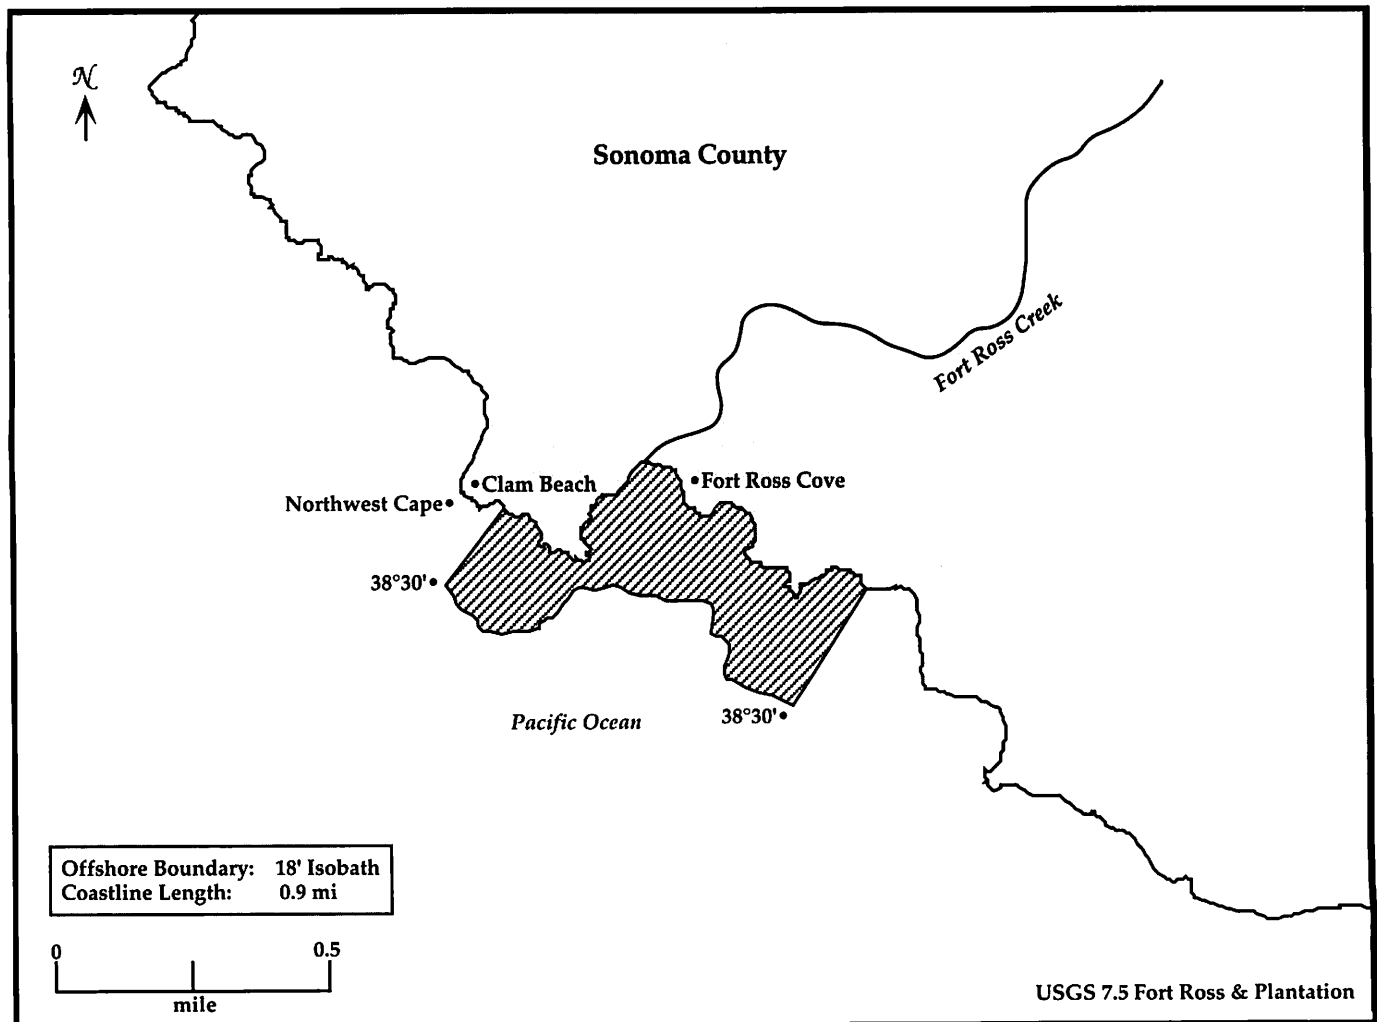 N
Sonoma County
Fort Ross Creek
Clam Beach
Fort Ross Cove
Northwest Cape
38°30'
38°30'
Pacific Ocean
Offshore Boundary: 18' Isobath
Coastline Length: 0.9 mi
0 0.5
mile
USGS 7.5 Fort Ross & Plantation